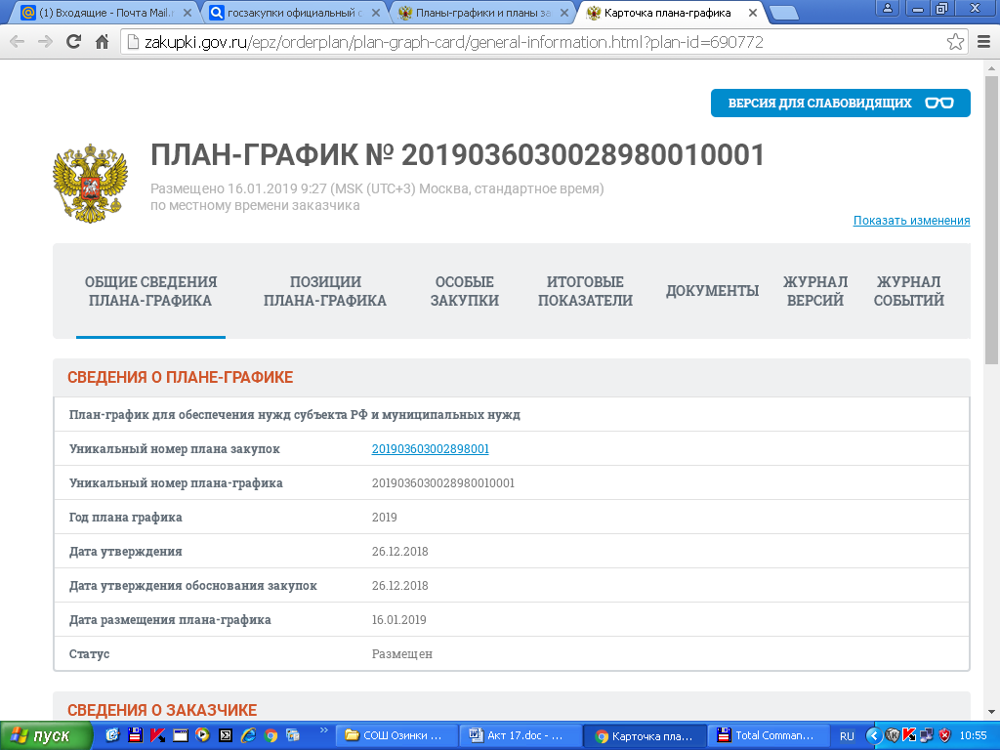 (1) Входящие - Почта Mail.r
госзакупки официальный с
Планы-графики и планы за
Карточка плана-графика
zakupki.gov.ru/epz/orderplan/plan-graph-card/general-information.html?plan-id=690772
ВЕРСИЯ ДЛЯ СЛАБОВИДЯЩИХ
ПЛАН-ГРАФИК № 2019036030028980010001
Размещено 16.01.2019 9:27 (MSK (UTC+3) Москва, стандартное время)
по местному времени заказчика
Показать изменения
ОБЩИЕ СВЕДЕНИЯ
ПЛАНА-ГРАФИКА
ПОЗИЦИИ
ПЛАНА-ГРАФИКА
ОСОБЫЕ
ЗАКУПКИ
ИТОГОВЫЕ
ПОКАЗАТЕЛИ
ДОКУМЕНТЫ
ЖУРНАЛ
ВЕРСИЙ
ЖУРНАЛ
СОБЫТИЙ
СВЕДЕНИЯ О ПЛАНЕ-ГРАФИКЕ
План-график для обеспечения нужд субъекта РФ и муниципальных нужд
Уникальный номер плана закупок 201903603002898001
Уникальный номер плана-графика 2019036030028980010001
Год плана графика 2019
Дата утверждения 26.12.2018
Дата утверждения обоснования закупок 26.12.2018
Дата размещения плана-графика 16.01.2019
Статус Размещен
СВЕДЕНИЯ О ЗАКАЗЧИКЕ
пуск
СОШ Озинки ...
Акт 17.doc - ...
Карточка пла...
Total Comman...
RU
10:55